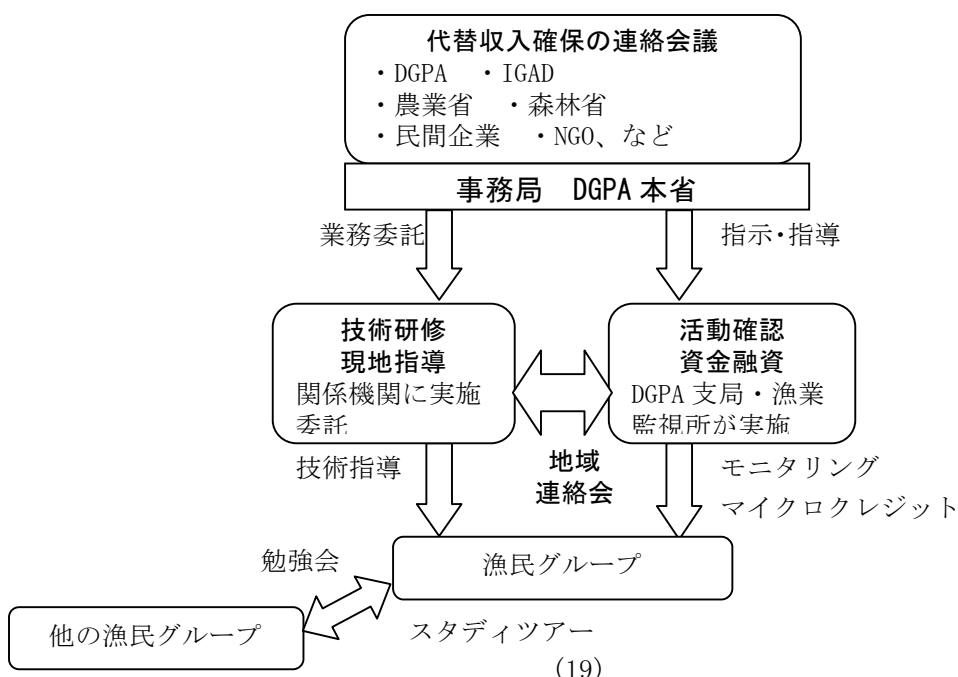 代替収入確保の連絡会議
・DGPA ・IGAD
・農業省 ・森林省
・民間企業 ・NGO、など
事務局 DGPA 本省
業務委託
指示・指導
技術研修
現地指導
関係機関に実施
委託
活動確認
資金融資
DGPA 支局・漁業
監視所が実施
地域
連絡会
技術指導
モニタリング
マイクロクレジット
漁民グループ
勉強会
他の漁民グループ
スタディツアー
(19)